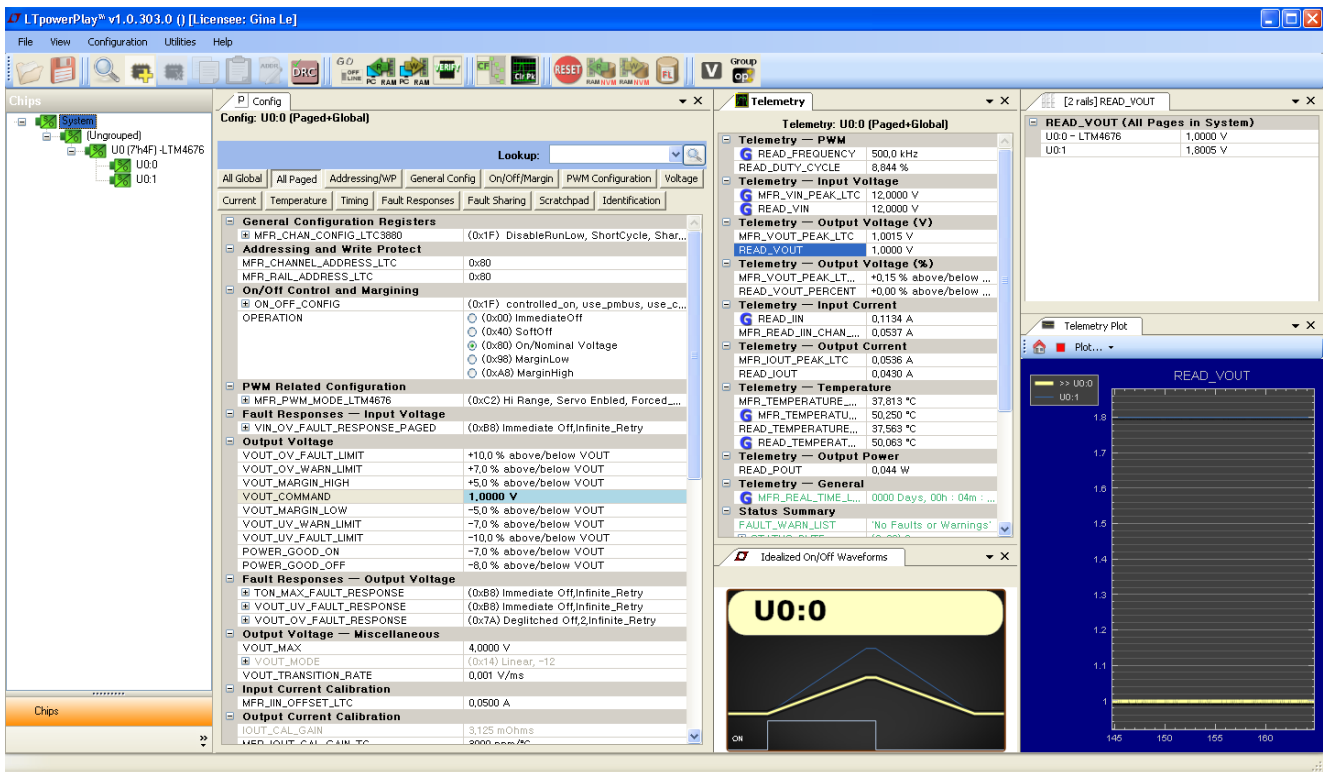 LTpowerPlay™ v1.0.303.0 () [Licensee: Gina Le]
File View Configuration Utilities Help
Chips
System
(Ungrouped)
U0 (7'h4F) -LTM4676
U0:0
U0:1
Chips
Config
Config: U0:0 (Paged+Global)
Lookup:
All Global All Paged Addressing/WP General Config On/Off/Margin PWM Configuration Voltage
Current Temperature Timing Fault Responses Fault Sharing Scratchpad Identification
General Configuration Registers
MFR_CHAN_CONFIG_LTC3880 (0x1F) DisableRunLow, ShortCycle, Shar...
Addressing and Write Protect
MFR_CHANNEL_ADDRESS_LTC 0x80
MFR_RAIL_ADDRESS_LTC 0x80
On/Off Control and Margining
ON_OFF_CONFIG (0x1F) controlled_on, use_pmbus, use_c...
OPERATION (0x00) ImmediateOff
(0x40) SoftOff
(0x80) On/Nominal Voltage
(0x98) MarginLow
(0xA8) MarginHigh
PWM Related Configuration
MFR_PWM_MODE_LTM4676 (0xC2) Hi Range, Servo Enbled, Forced_...
Fault Responses — Input Voltage
VIN_OV_FAULT_RESPONSE_PAGED (0xB8) Immediate Off,Infinite_Retry
Output Voltage
VOUT_OV_FAULT_LIMIT +10,0 % above/below VOUT
VOUT_OV_WARN_LIMIT +7,0 % above/below VOUT
VOUT_MARGIN_HIGH +5,0 % above/below VOUT
VOUT_COMMAND 1,0000 V
VOUT_MARGIN_LOW -5,0 % above/below VOUT
VOUT_UV_WARN_LIMIT -7,0 % above/below VOUT
VOUT_UV_FAULT_LIMIT -10,0 % above/below VOUT
POWER_GOOD_ON -7,0 % above/below VOUT
POWER_GOOD_OFF -8,0 % above/below VOUT
Fault Responses — Output Voltage
TON_MAX_FAULT_RESPONSE (0xB8) Immediate Off,Infinite_Retry
VOUT_UV_FAULT_RESPONSE (0xB8) Immediate Off,Infinite_Retry
VOUT_OV_FAULT_RESPONSE (0x7A) Deglitched Off,2,Infinite_Retry
Output Voltage — Miscellaneous
VOUT_MAX 4,0000 V
VOUT_MODE (0x14) Linear, -12
VOUT_TRANSITION_RATE 0,001 V/ms
Input Current Calibration
MFR_IIN_OFFSET_LTC 0,0500 A
Output Current Calibration
IOUT_CAL_GAIN 3,125 mOhms
MFR_IOUT_CAL_GAIN_TC 3900 ppm/°C
Telemetry
Telemetry: U0:0 (Paged+Global)
Telemetry — PWM
READ_FREQUENCY 500,0 kHz
READ_DUTY_CYCLE 8,844 %
Telemetry — Input Voltage
MFR_VIN_PEAK_LTC 12,0000 V
READ_VIN 12,0000 V
Telemetry — Output Voltage (V)
MFR_VOUT_PEAK_LTC 1,0015 V
READ_VOUT 1,0000 V
Telemetry — Output Voltage (%)
MFR_VOUT_PEAK_LT... +0,15 % above/below ...
READ_VOUT_PERCENT +0,00 % above/below ...
Telemetry — Input Current
READ_IIN 0,1134 A
MFR_READ_IIN_CHAN_... 0,0537 A
Telemetry — Output Current
MFR_IOUT_PEAK_LTC 0,0536 A
READ_IOUT 0,0430 A
Telemetry — Temperature
MFR_TEMPERATURE_... 37,813 °C
MFR_TEMPERATU... 50,250 °C
READ_TEMPERATURE... 37,563 °C
READ_TEMPERAT... 50,063 °C
Telemetry — Output Power
READ_POUT 0,044 W
Telemetry — General
MFR_REAL_TIME_L... 0000 Days, 00h : 04m : ...
Status Summary
FAULT_WARN_LIST 'No Faults or Warnings'
Idealized On/Off Waveforms
U0:0
ON
[2 rails] READ_VOUT
READ_VOUT (All Pages in System)
U0:0 - LTM4676 1,0000 V
U0:1 1,8005 V
Telemetry Plot
Plot...
READ_VOUT
>> U0:0
U0:1
1.8
1.7
1.6
1.5
1.4
1.3
1.2
1.1
1
145 150 155 160